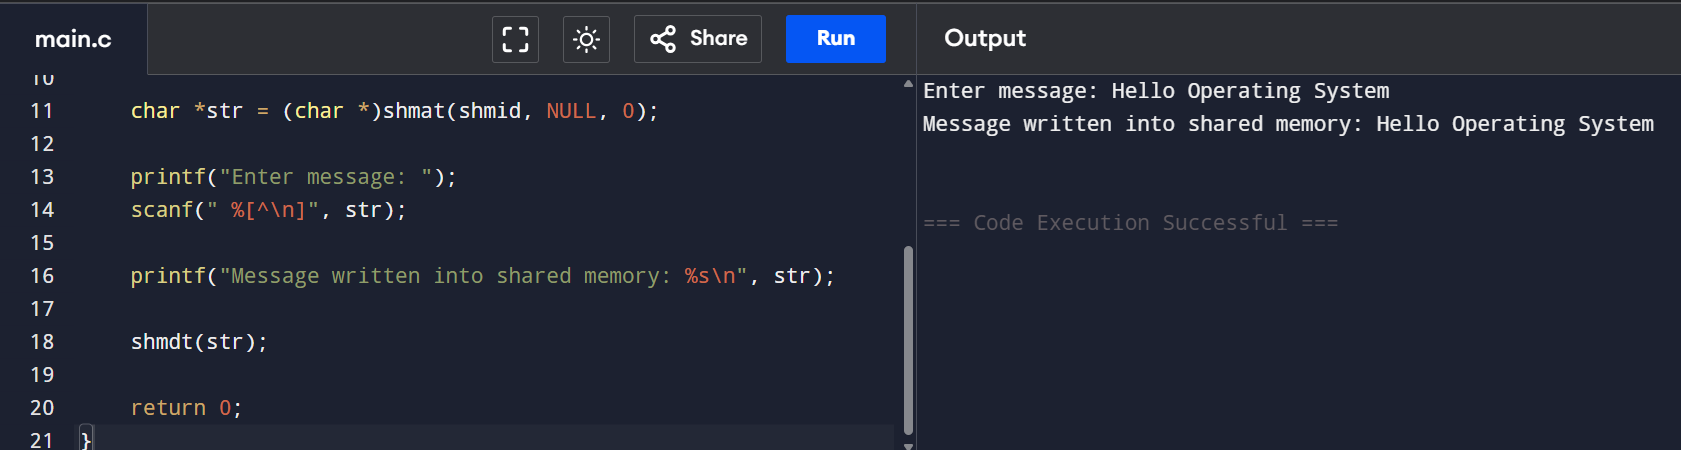 main.c
Share
Run
Output
10
11 char *str = (char *)shmat(shmid, NULL, 0);
12
13 printf("Enter message: ");
14 scanf(" %[^\n]", str);
15
16 printf("Message written into shared memory: %s\n", str);
17
18 shmdt(str);
19
20 return 0;
21 }
Enter message: Hello Operating System
Message written into shared memory: Hello Operating System
=== Code Execution Successful ===